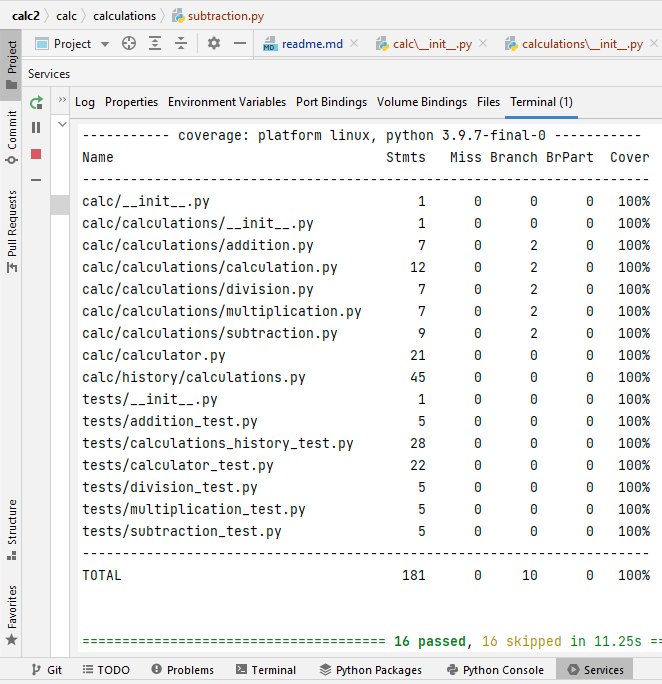 calc2 calc calculations subtraction.py
Project readme.md calc\__init__.py calculations\__init__.py
Project
Commit
Pull Requests
Structure
Favorites
Services
Log Properties Environment Variables Port Bindings Volume Bindings Files Terminal (1)
----------- coverage: platform linux, python 3.9.7-final-0 -----------
Name Stmts Miss Branch BrPart Cover
-----------------------------------------------------------------------
calc/__init__.py 1 0 0 0 100%
calc/calculations/__init__.py 1 0 0 0 100%
calc/calculations/addition.py 7 0 2 0 100%
calc/calculations/calculation.py 12 0 2 0 100%
calc/calculations/division.py 7 0 2 0 100%
calc/calculations/multiplication.py 7 0 2 0 100%
calc/calculations/subtraction.py 9 0 2 0 100%
calc/calculator.py 21 0 0 0 100%
calc/history/calculations.py 45 0 0 0 100%
tests/__init__.py 1 0 0 0 100%
tests/addition_test.py 5 0 0 0 100%
tests/calculations_history_test.py 28 0 0 0 100%
tests/calculator_test.py 22 0 0 0 100%
tests/division_test.py 5 0 0 0 100%
tests/multiplication_test.py 5 0 0 0 100%
tests/subtraction_test.py 5 0 0 0 100%
-----------------------------------------------------------------------
TOTAL 181 0 10 0 100%
====================================== 16 passed, 16 skipped in 11.25s ==
Git TODO Problems Terminal Python Packages Python Console Services